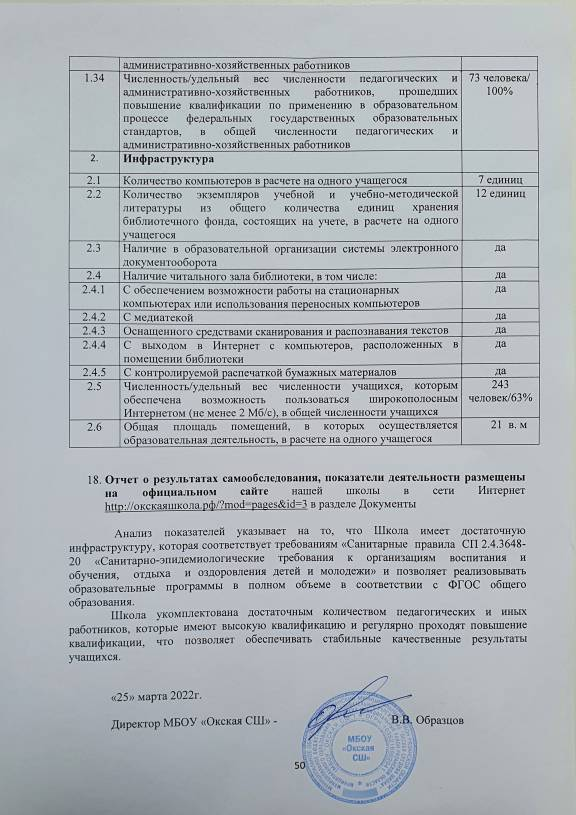 административно-хозяйственных работников
1.34 Численность/удельный вес численности педагогических и 73 человека/
административно-хозяйственных работников, прошедших 100%
повышение квалификации по применению в образовательном
процессе федеральных государственных образовательных
стандартов, в общей численности педагогических и
административно-хозяйственных работников
2. Инфраструктура
2.1 Количество компьютеров в расчете на одного учащегося 7 единиц
2.2 Количество экземпляров учебной и учебно-методической 12 единиц
литературы из общего количества единиц хранения
библиотечного фонда, состоящих на учете, в расчете на одного
учащегося
2.3 Наличие в образовательной организации системы электронного да
документооборота
2.4 Наличие читального зала библиотеки, в том числе: да
2.4.1 С обеспечением возможности работы на стационарных да
компьютерах или использования переносных компьютеров
2.4.2 С медиатекой да
2.4.3 Оснащенного средствами сканирования и распознавания текстов да
2.4.4 С выходом в Интернет с компьютеров, расположенных в да
помещении библиотеки
2.4.5 С контролируемой распечаткой бумажных материалов да
2.5 Численность/удельный вес численности учащихся, которым 243
обеспечена возможность пользоваться широкополосным человек/63%
Интернетом (не менее 2 Мб/с), в общей численности учащихся
2.6 Общая площадь помещений, в которых осуществляется 21 в. м
образовательная деятельность, в расчете на одного учащегося
18. Отчет о результатах самообследования, показатели деятельности размещены
на официальном сайте нашей школы в сети Интернет
http://окскаяшкола.рф/?mod=pages&id=3 в разделе Документы
Анализ показателей указывает на то, что Школа имеет достаточную
инфраструктуру, которая соответствует требованиям «Санитарные правила СП 2.4.3648-
20 «Санитарно-эпидемиологические требования к организациям воспитания и
обучения, отдыха и оздоровления детей и молодежи» и позволяет реализовывать
образовательные программы в полном объеме в соответствии с ФГОС общего
образования.
Школа укомплектована достаточным количеством педагогических и иных
работников, которые имеют высокую квалификацию и регулярно проходят повышение
квалификации, что позволяет обеспечивать стабильные качественные результаты
учащихся.
«25» марта 2022г.
Директор МБОУ «Окская СШ» - В.В. Образцов
МБОУ
«Окская
СШ»
50